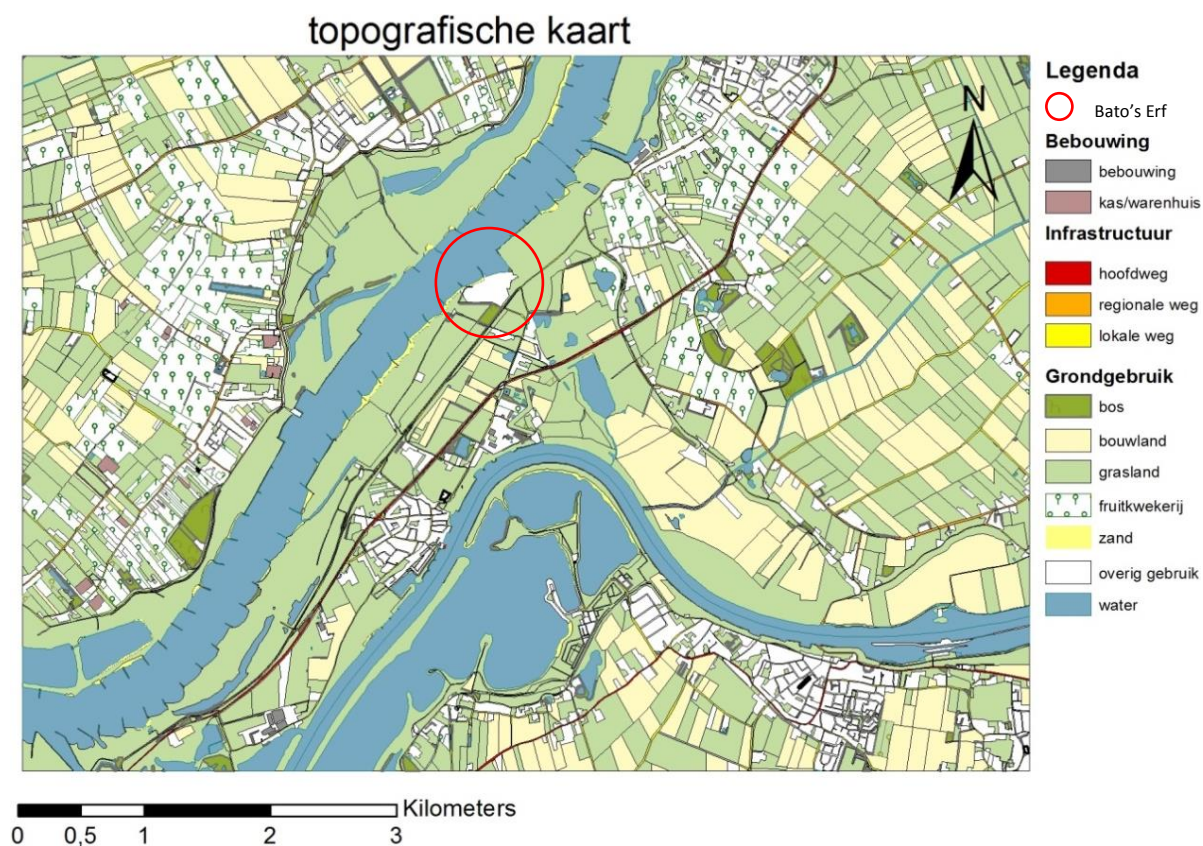 topografische kaart
Legenda
Bato's Erf
N
Bebouwing
bebouwing
kas/warenhuis
Infrastructuur
hoofdweg
regionale weg
lokale weg
Grondgebruik
bos
bouwland
grasland
fruitkwekerij
zand
overig gebruik
water
Kilometers
0 0,5 1 2 3